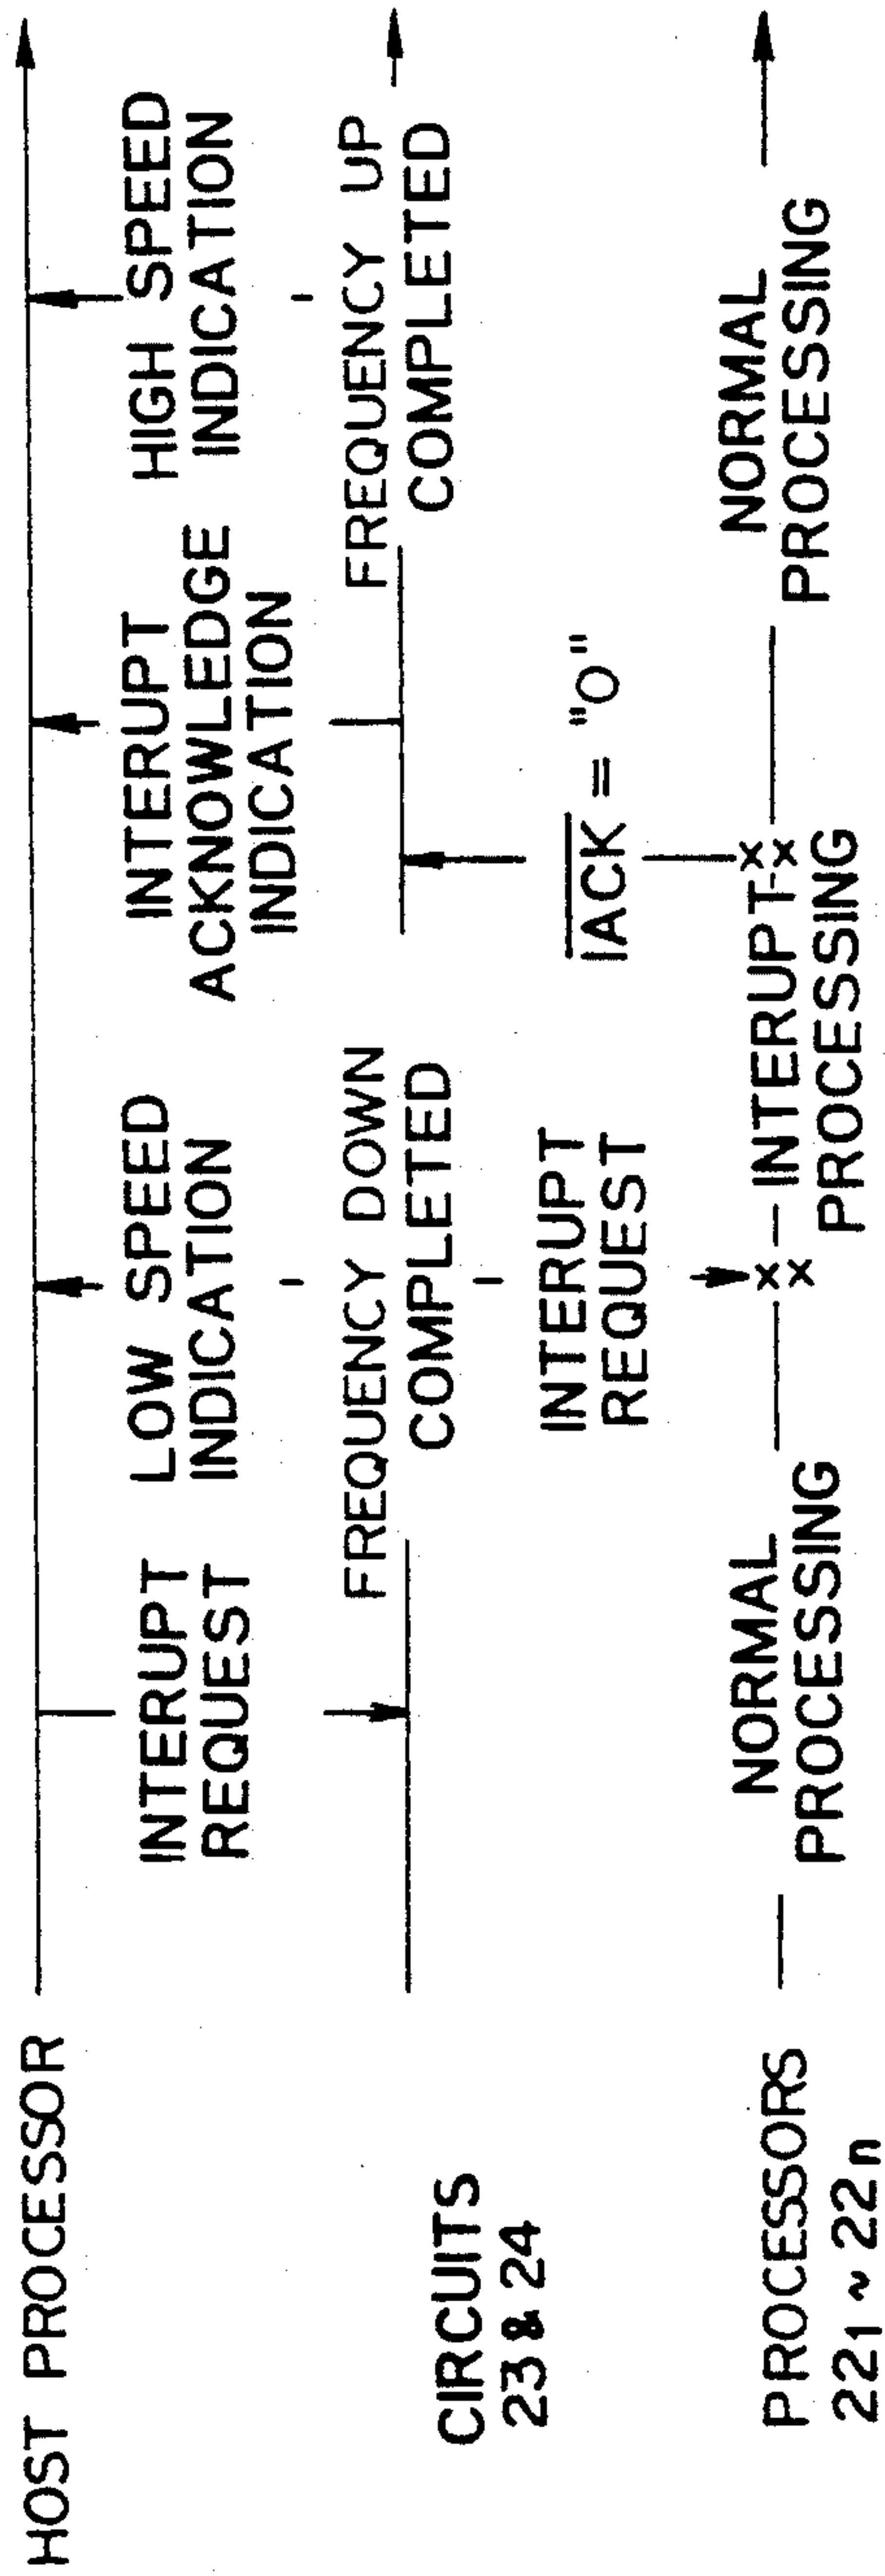 HOST PROCESSOR
INTERUPT
REQUEST
LOW SPEED
INDICATION
INTERUPT
ACKNOWLEDGE
INDICATION
HIGH SPEED
INDICATION
CIRCUITS
23 & 24
FREQUENCY DOWN
COMPLETED
FREQUENCY UP
COMPLETED
INTERUPT
REQUEST
IACK = "0"
PROCESSORS
221 ~ 22n
NORMAL
PROCESSING
INTERUPT
PROCESSING
NORMAL
PROCESSING